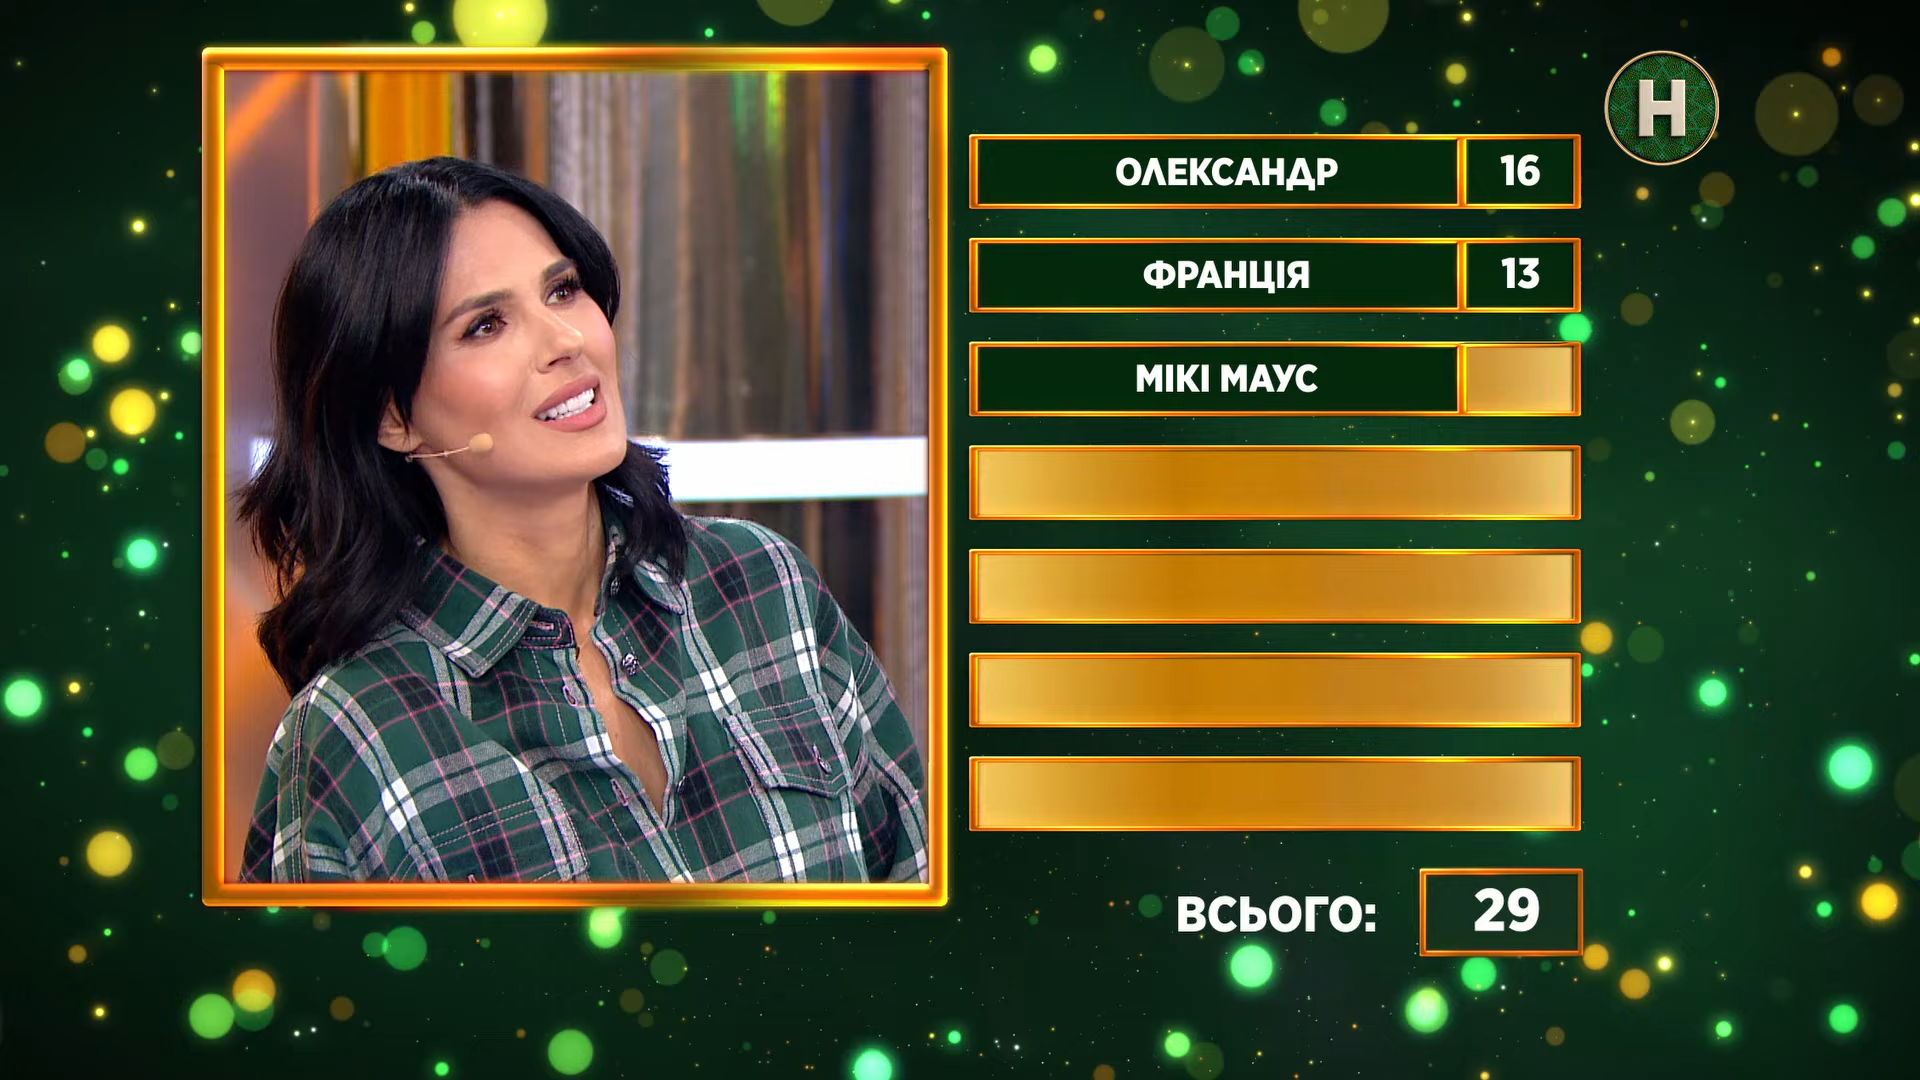 Н
ОЛЕКСАНДР 16
ФРАНЦІЯ 13
МІКІ МАУС
ВСЬОГО: 29